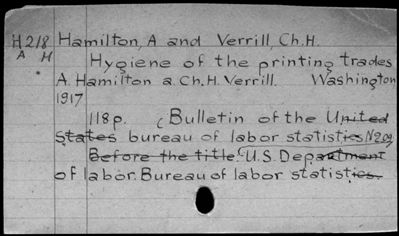 H218 Hamilton, A and Verrill, Ch. H.
A H
Hygiene of the printing trades
A. Hamilton a Ch. H. Verrill. Washington
1917
118p. (Bulletin of the United
States bureau of labor statistics No 209
Before the title: U.S. Department
of labor. Bureau of labor statistics.